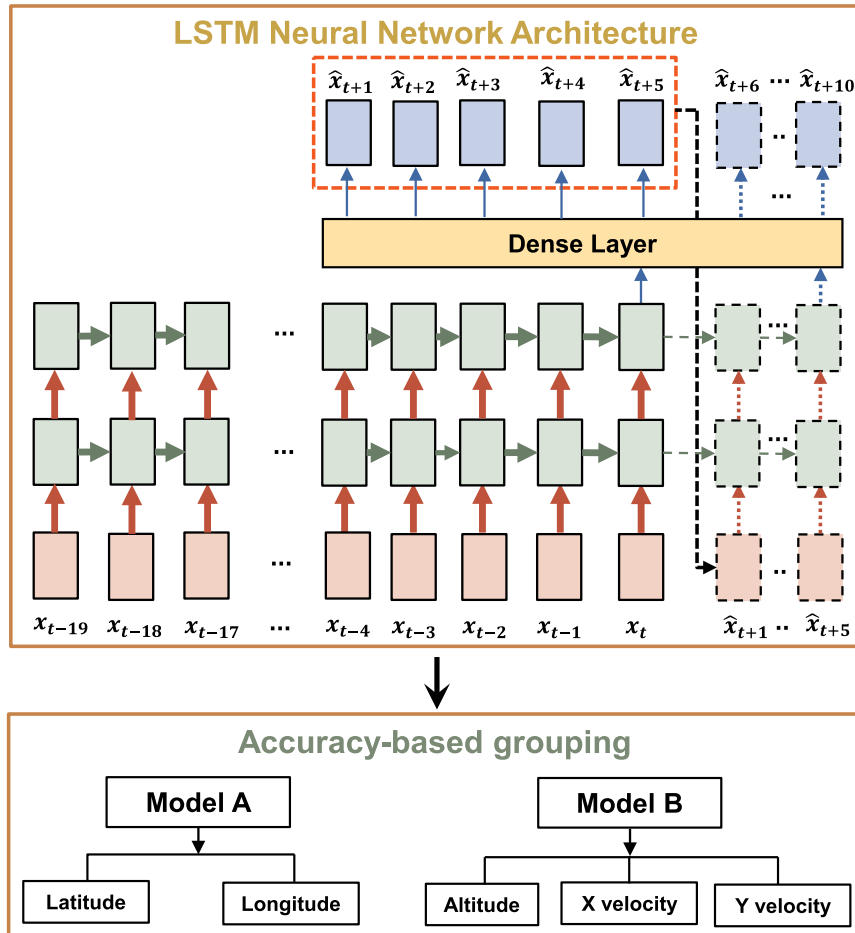 LSTM Neural Network Architecture
x̂t+1 x̂t+2 x̂t+3 x̂t+4 x̂t+5 x̂t+6 ... x̂t+10
..
...
Dense Layer
... ...
... ...
... ..
xt−19 xt−18 xt−17 ... xt−4 xt−3 xt−2 xt−1 xt x̂t+1 .. x̂t+5
Accuracy-based grouping
Model A Model B
Latitude Longitude Altitude X velocity Y velocity